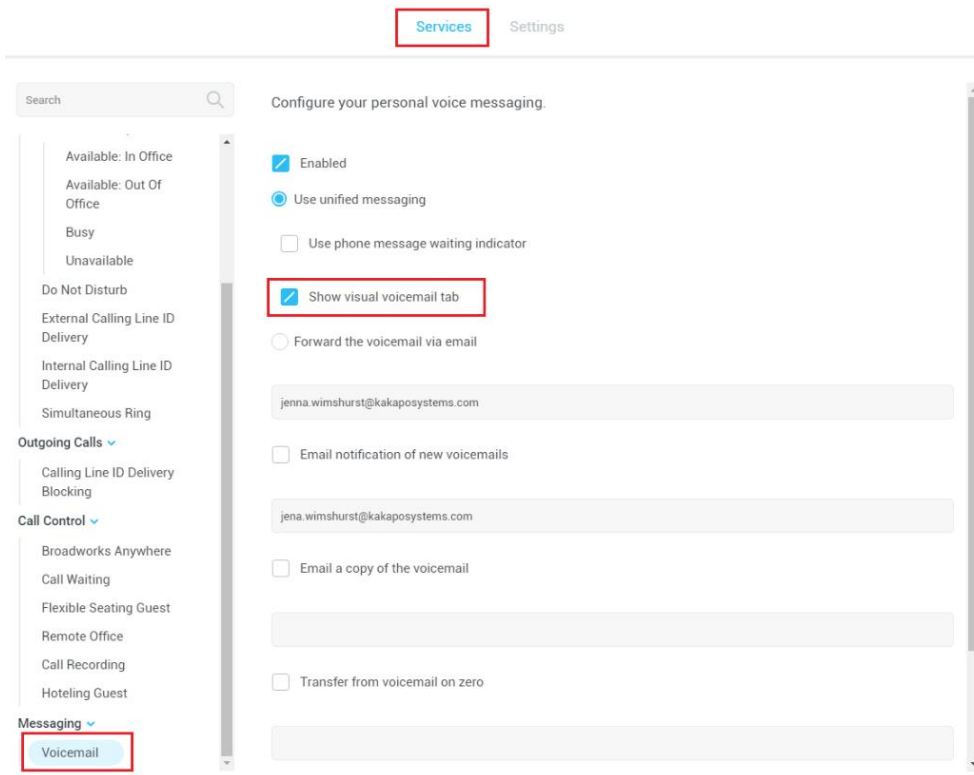 Services
Settings
Search
Available: In Office
Available: Out Of
Office
Busy
Unavailable
Do Not Disturb
External Calling Line ID
Delivery
Internal Calling Line ID
Delivery
Simultaneous Ring
Outgoing Calls
Calling Line ID Delivery
Blocking
Call Control
Broadworks Anywhere
Call Waiting
Flexible Seating Guest
Remote Office
Call Recording
Hoteling Guest
Messaging
Voicemail
Configure your personal voice messaging.
Enabled
Use unified messaging
Use phone message waiting indicator
Show visual voicemail tab
Forward the voicemail via email
jenna.wimshurst@kakaposystems.com
Email notification of new voicemails
jena.wimshurst@kakaposystems.com
Email a copy of the voicemail
Transfer from voicemail on zero